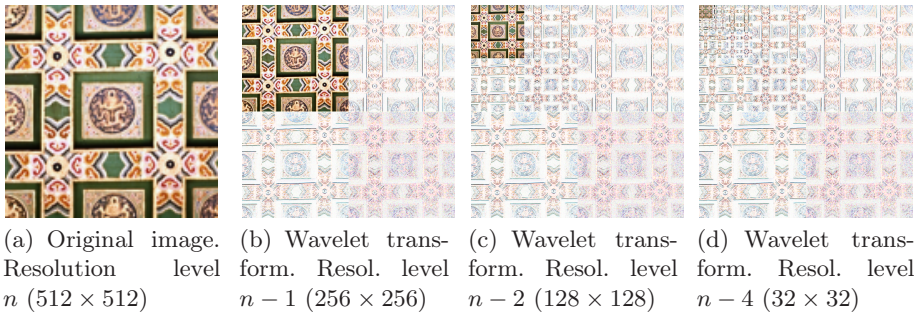 (a) Original image.
Resolution level
n (512 × 512)
(b) Wavelet trans-
form. Resol. level
n − 1 (256 × 256)
(c) Wavelet trans-
form. Resol. level
n − 2 (128 × 128)
(d) Wavelet trans-
form. Resol. level
n − 4 (32 × 32)